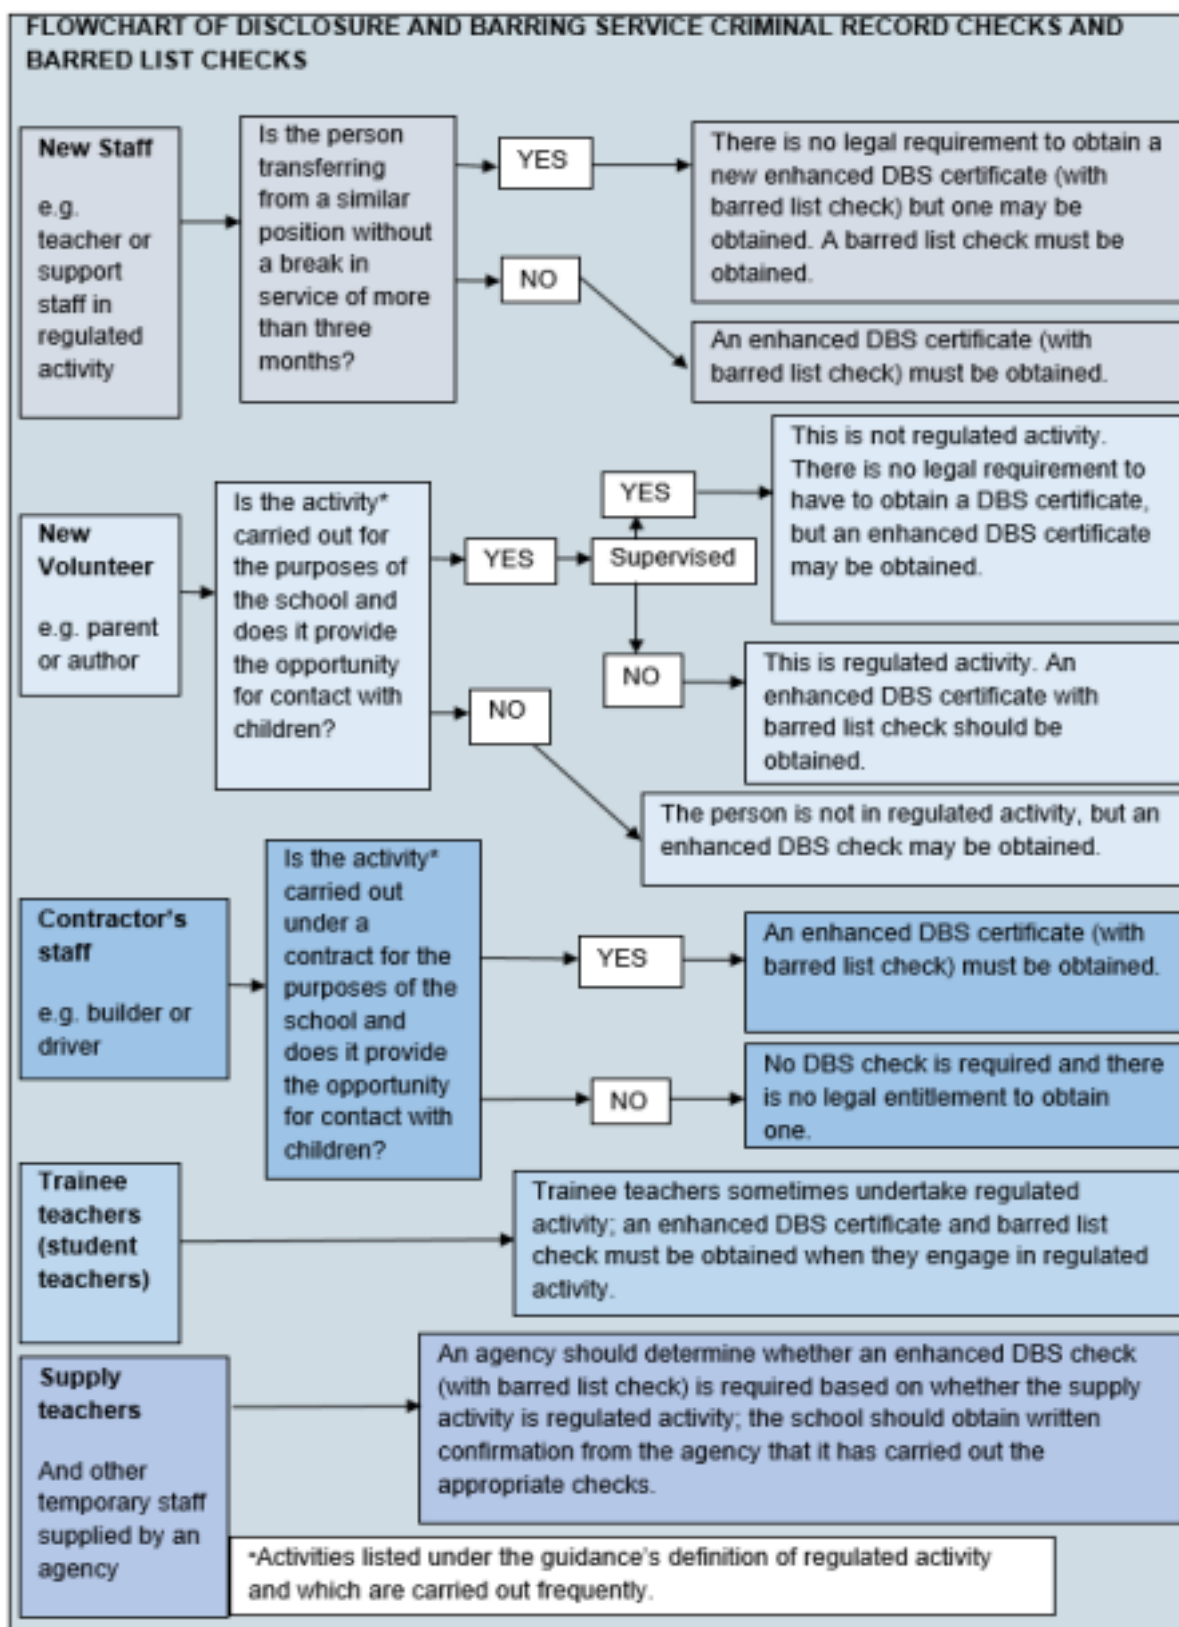 FLOWCHART OF DISCLOSURE AND BARRING SERVICE CRIMINAL RECORD CHECKS AND
BARRED LIST CHECKS
New Staff
e.g.
teacher or
support
staff in
regulated
activity
Is the person
transferring
from a similar
position without
a break in
service of more
than three
months?
YES
There is no legal requirement to obtain a
new enhanced DBS certificate (with
barred list check) but one may be
obtained. A barred list check must be
obtained.
NO
An enhanced DBS certificate (with
barred list check) must be obtained.
New
Volunteer
e.g. parent
or author
Is the activity*
carried out for
the purposes of
the school and
does it provide
the opportunity
for contact with
children?
YES
Supervised
YES
This is not regulated activity.
There is no legal requirement to
have to obtain a DBS certificate,
but an enhanced DBS certificate
may be obtained.
NO
This is regulated activity. An
enhanced DBS certificate with
barred list check should be
obtained.
NO
The person is not in regulated activity, but an
enhanced DBS check may be obtained.
Contractor's
staff
e.g. builder or
driver
Is the activity*
carried out
under a
contract for the
purposes of the
school and
does it provide
the opportunity
for contact with
children?
YES
An enhanced DBS certificate (with
barred list check) must be obtained.
NO
No DBS check is required and there
is no legal entitlement to obtain
one.
Trainee
teachers
(student
teachers)
Trainee teachers sometimes undertake regulated
activity; an enhanced DBS certificate and barred list
check must be obtained when they engage in regulated
activity.
Supply
teachers
And other
temporary staff
supplied by an
agency
An agency should determine whether an enhanced DBS check
(with barred list check) is required based on whether the supply
activity is regulated activity; the school should obtain written
confirmation from the agency that it has carried out the
appropriate checks.
*Activities listed under the guidance's definition of regulated activity
and which are carried out frequently.